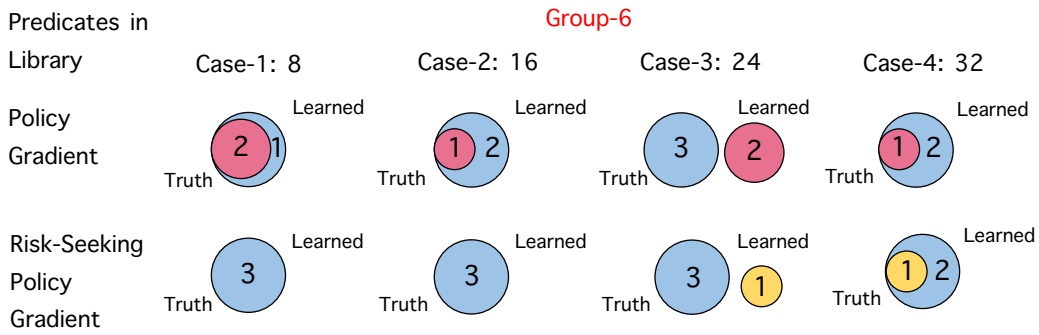 Group-6
Predicates in
Library
Case-1: 8
Case-2: 16
Case-3: 24
Case-4: 32
Policy
Gradient
Learned
2
1
Truth
Learned
1
2
Truth
Learned
3
2
Truth
Learned
1
2
Truth
Risk-Seeking
Policy
Gradient
Learned
3
Truth
Learned
3
Truth
Learned
3
1
Truth
Learned
1
2
Truth